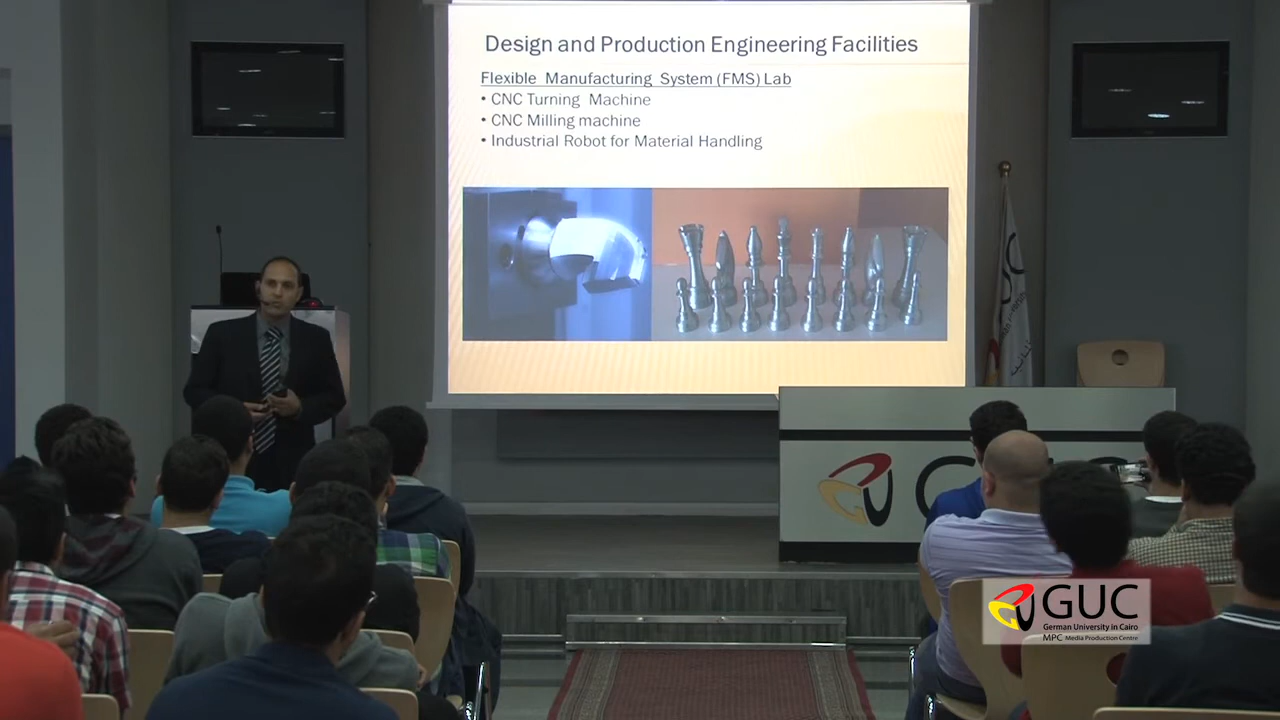 Design and Production Engineering Facilities
Flexible Manufacturing System (FMS) Lab
• CNC Turning Machine
• CNC Milling machine
• Industrial Robot for Material Handling
GUC
German University in Cairo
MPC Media Production Centre